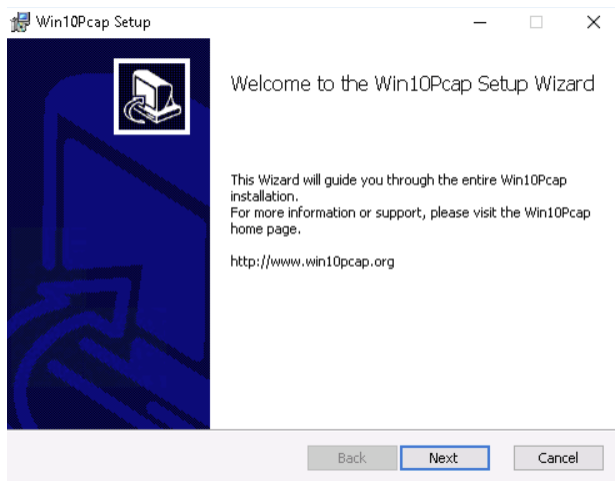 Win10Pcap Setup
Welcome to the Win10Pcap Setup Wizard
This Wizard will guide you through the entire Win10Pcap
installation.
For more information or support, please visit the Win10Pcap
home page.
http://www.win10pcap.org
Back
Next
Cancel